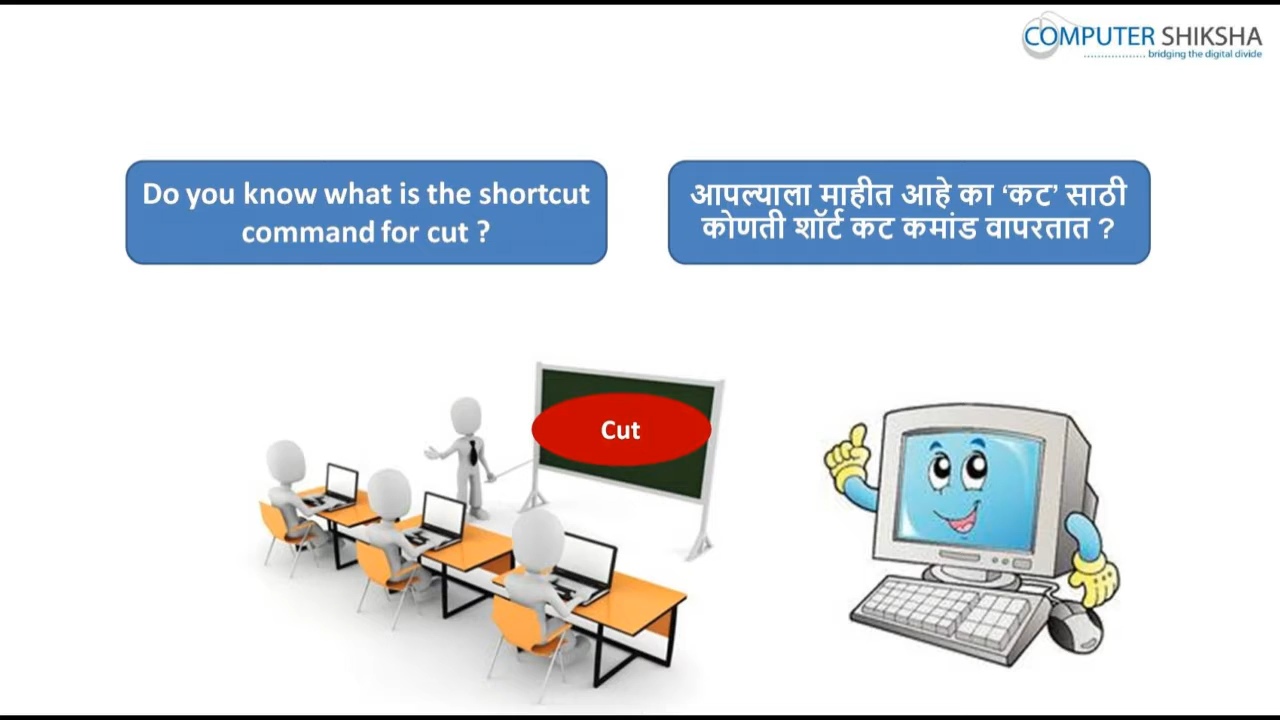 COMPUTER SHIKSHA
bridging the digital divide
Do you know what is the shortcut
command for cut ?
आपल्याला माहीत आहे का ‘कट’ साठी
कोणती शॉर्ट कट कमांड वापरतात ?
Cut